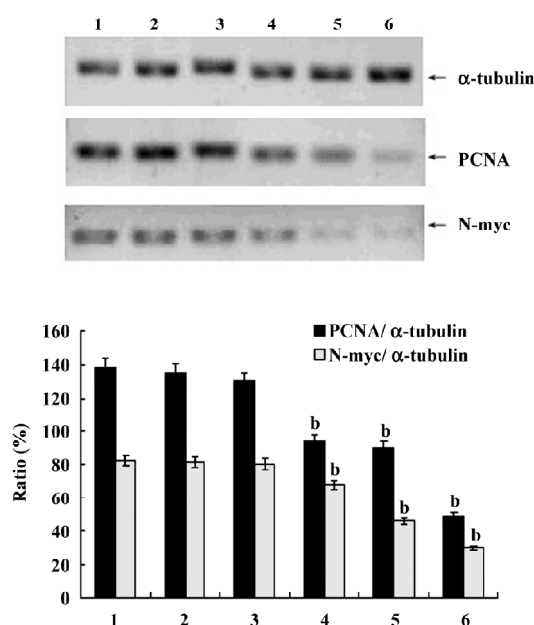 1 2 3 4 5 6
α-tubulin
PCNA
N-myc
160
140
120
100
80
60
40
20
0
Ratio (%)
PCNA/ α-tubulin
N-myc/ α-tubulin
b
b
b
b
b
b
1 2 3 4 5 6